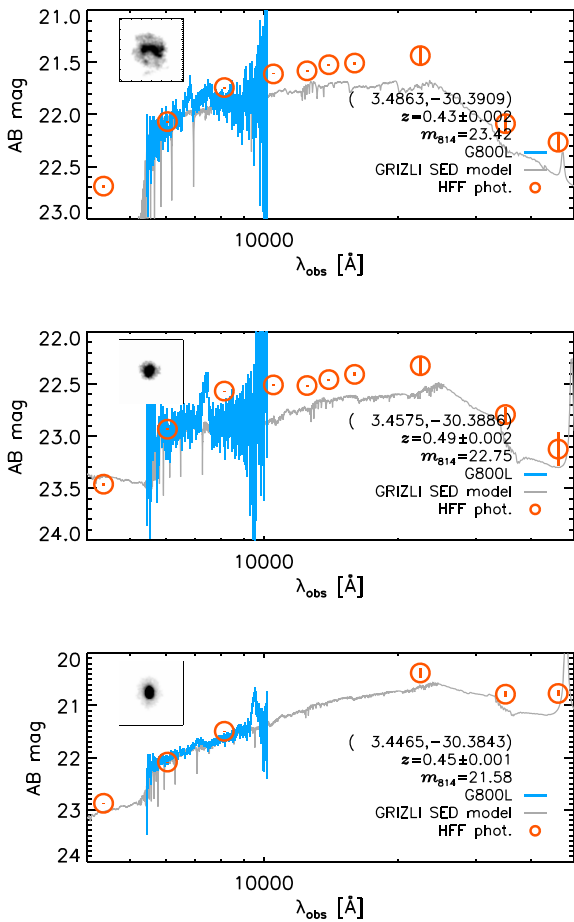 21.0
21.5
22.0
22.5
23.0
AB mag
( 3.4863,-30.3909)
z=0.43±0.002
m814=23.42
G800L
GRIZLI SED model
HFF phot.
10000
λobs [Å]
22.0
22.5
23.0
23.5
24.0
AB mag
( 3.4575,-30.3886)
z=0.49±0.002
m814=22.75
G800L
GRIZLI SED model
HFF phot.
10000
λobs [Å]
20
21
22
23
24
AB mag
( 3.4465,-30.3843)
z=0.45±0.001
m814=21.58
G800L
GRIZLI SED model
HFF phot.
10000
λobs [Å]